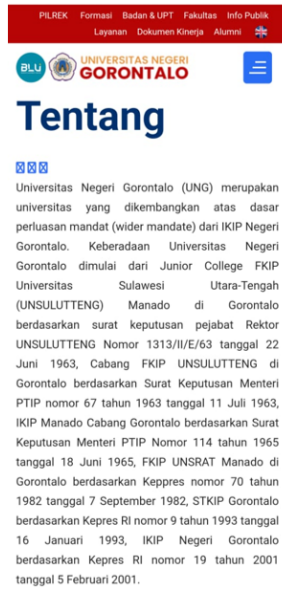 PILREK Formasi Badan & UPT Fakultas Info Publik
Layanan Dokumen Kinerja Alumni
BLU UNIVERSITAS NEGERI
GORONTALO
Tentang
Universitas Negeri Gorontalo (UNG) merupakan
universitas yang dikembangkan atas dasar
perluasan mandat (wider mandate) dari IKIP Negeri
Gorontalo. Keberadaan Universitas Negeri
Gorontalo dimulai dari Junior College FKIP
Universitas Sulawesi Utara-Tengah
(UNSULUTTENG) Manado di Gorontalo
berdasarkan surat keputusan pejabat Rektor
UNSULUTTENG Nomor 1313/II/E/63 tanggal 22
Juni 1963, Cabang FKIP UNSULUTTENG di
Gorontalo berdasarkan Surat Keputusan Menteri
PTIP nomor 67 tahun 1963 tanggal 11 Juli 1963,
IKIP Manado Cabang Gorontalo berdasarkan Surat
Keputusan Menteri PTIP Nomor 114 tahun 1965
tanggal 18 Juni 1965, FKIP UNSRAT Manado di
Gorontalo berdasarkan Keppres nomor 70 tahun
1982 tanggal 7 September 1982, STKIP Gorontalo
berdasarkan Kepres RI nomor 9 tahun 1993 tanggal
16 Januari 1993, IKIP Negeri Gorontalo
berdasarkan Kepres RI nomor 19 tahun 2001
tanggal 5 Februari 2001.